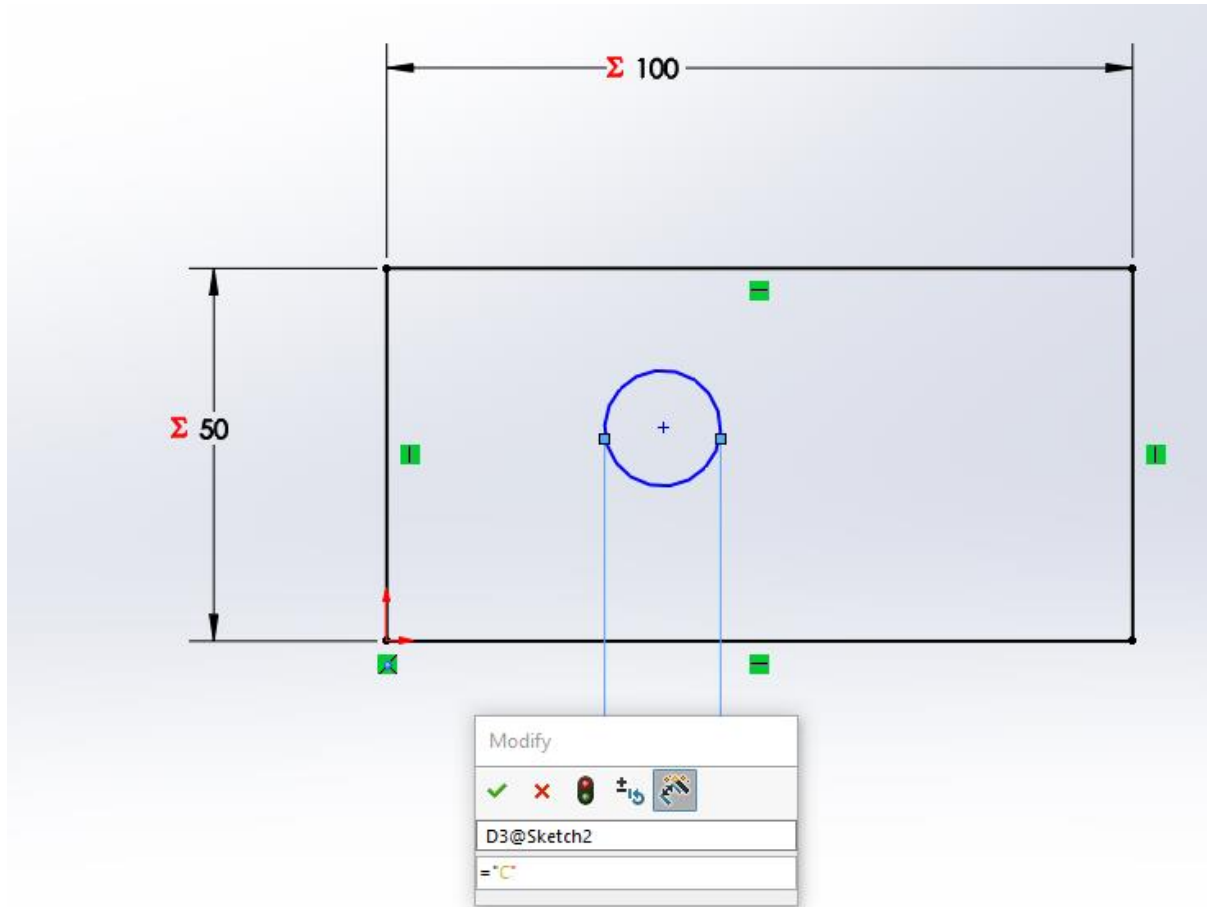 Σ 100
Σ 50
Modify
D3@Sketch2
="C"